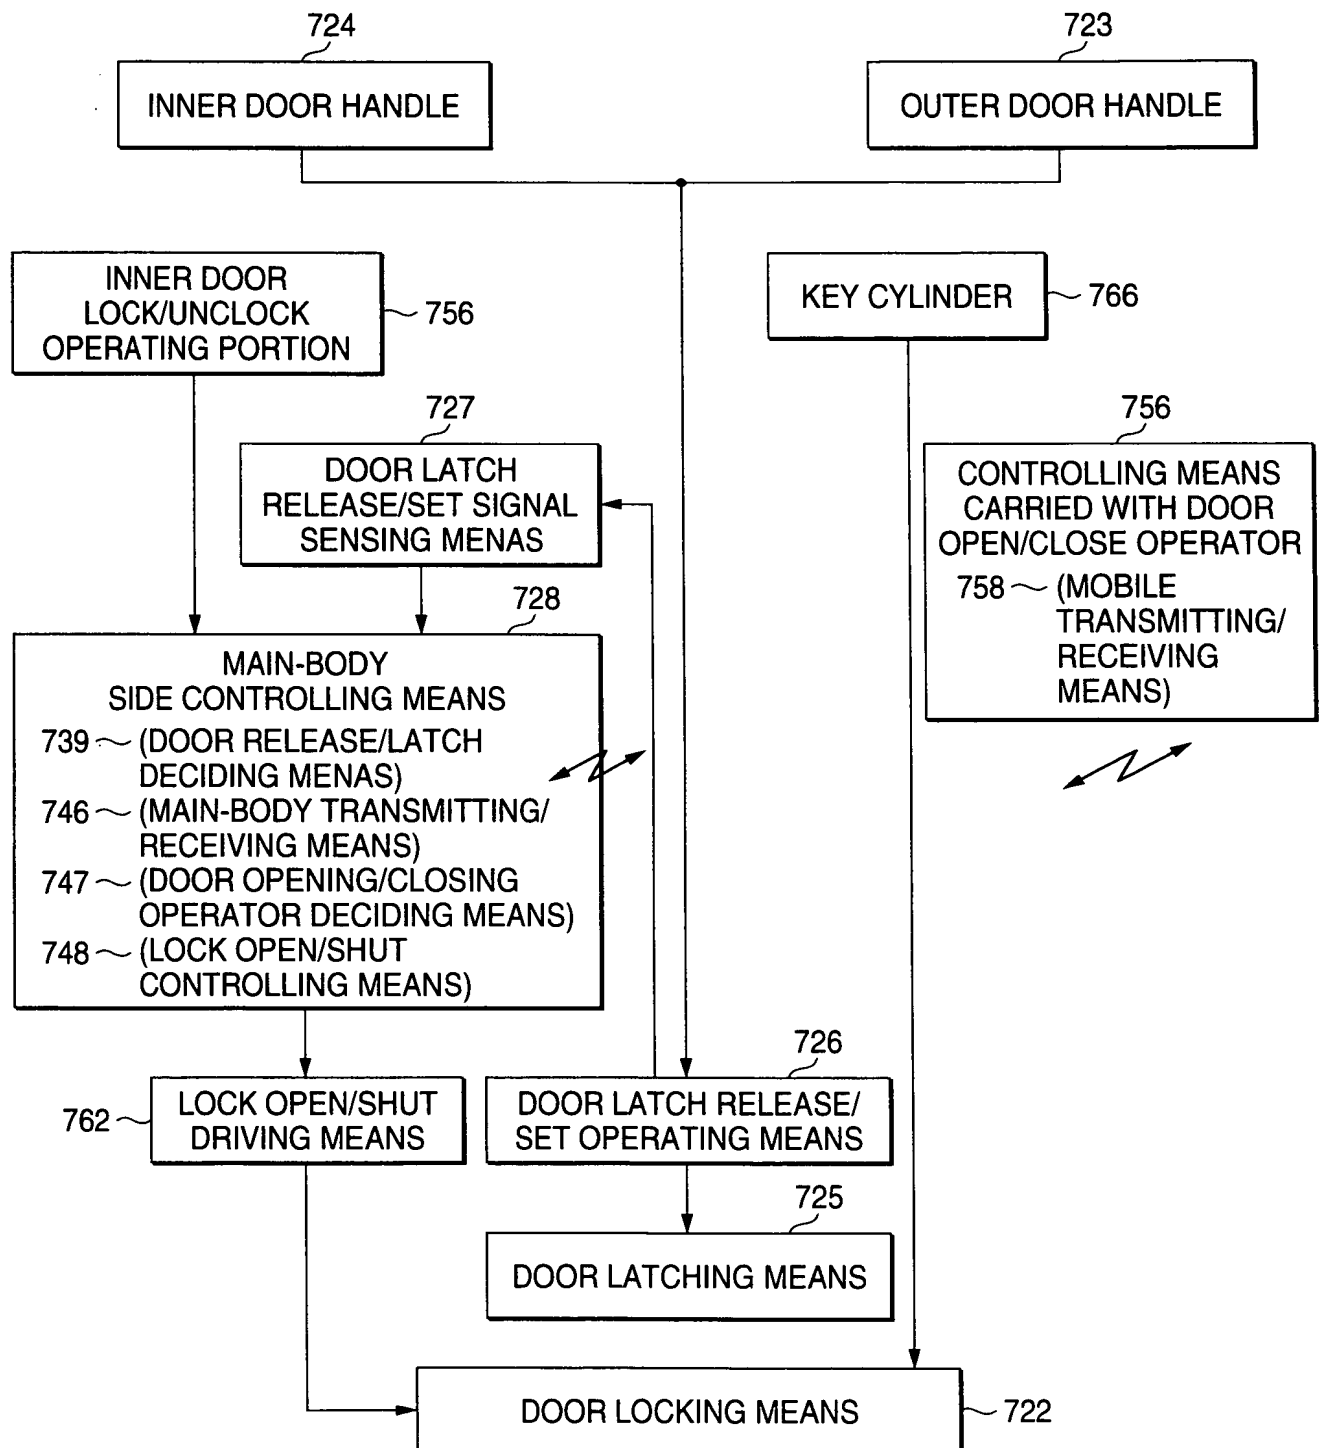 724
INNER DOOR HANDLE
723
OUTER DOOR HANDLE
INNER DOOR
LOCK/UNCLOCK
OPERATING PORTION
756
KEY CYLINDER
766
727
DOOR LATCH
RELEASE/SET SIGNAL
SENSING MENAS
756
CONTROLLING MEANS
CARRIED WITH DOOR
OPEN/CLOSE OPERATOR
758 (MOBILE
TRANSMITTING/
RECEIVING
MEANS)
728
MAIN-BODY
SIDE CONTROLLING MEANS
739 (DOOR RELEASE/LATCH
DECIDING MENAS)
746 (MAIN-BODY TRANSMITTING/
RECEIVING MEANS)
747 (DOOR OPENING/CLOSING
OPERATOR DECIDING MEANS)
748 (LOCK OPEN/SHUT
CONTROLLING MEANS)
762
LOCK OPEN/SHUT
DRIVING MEANS
726
DOOR LATCH RELEASE/
SET OPERATING MEANS
725
DOOR LATCHING MEANS
DOOR LOCKING MEANS
722